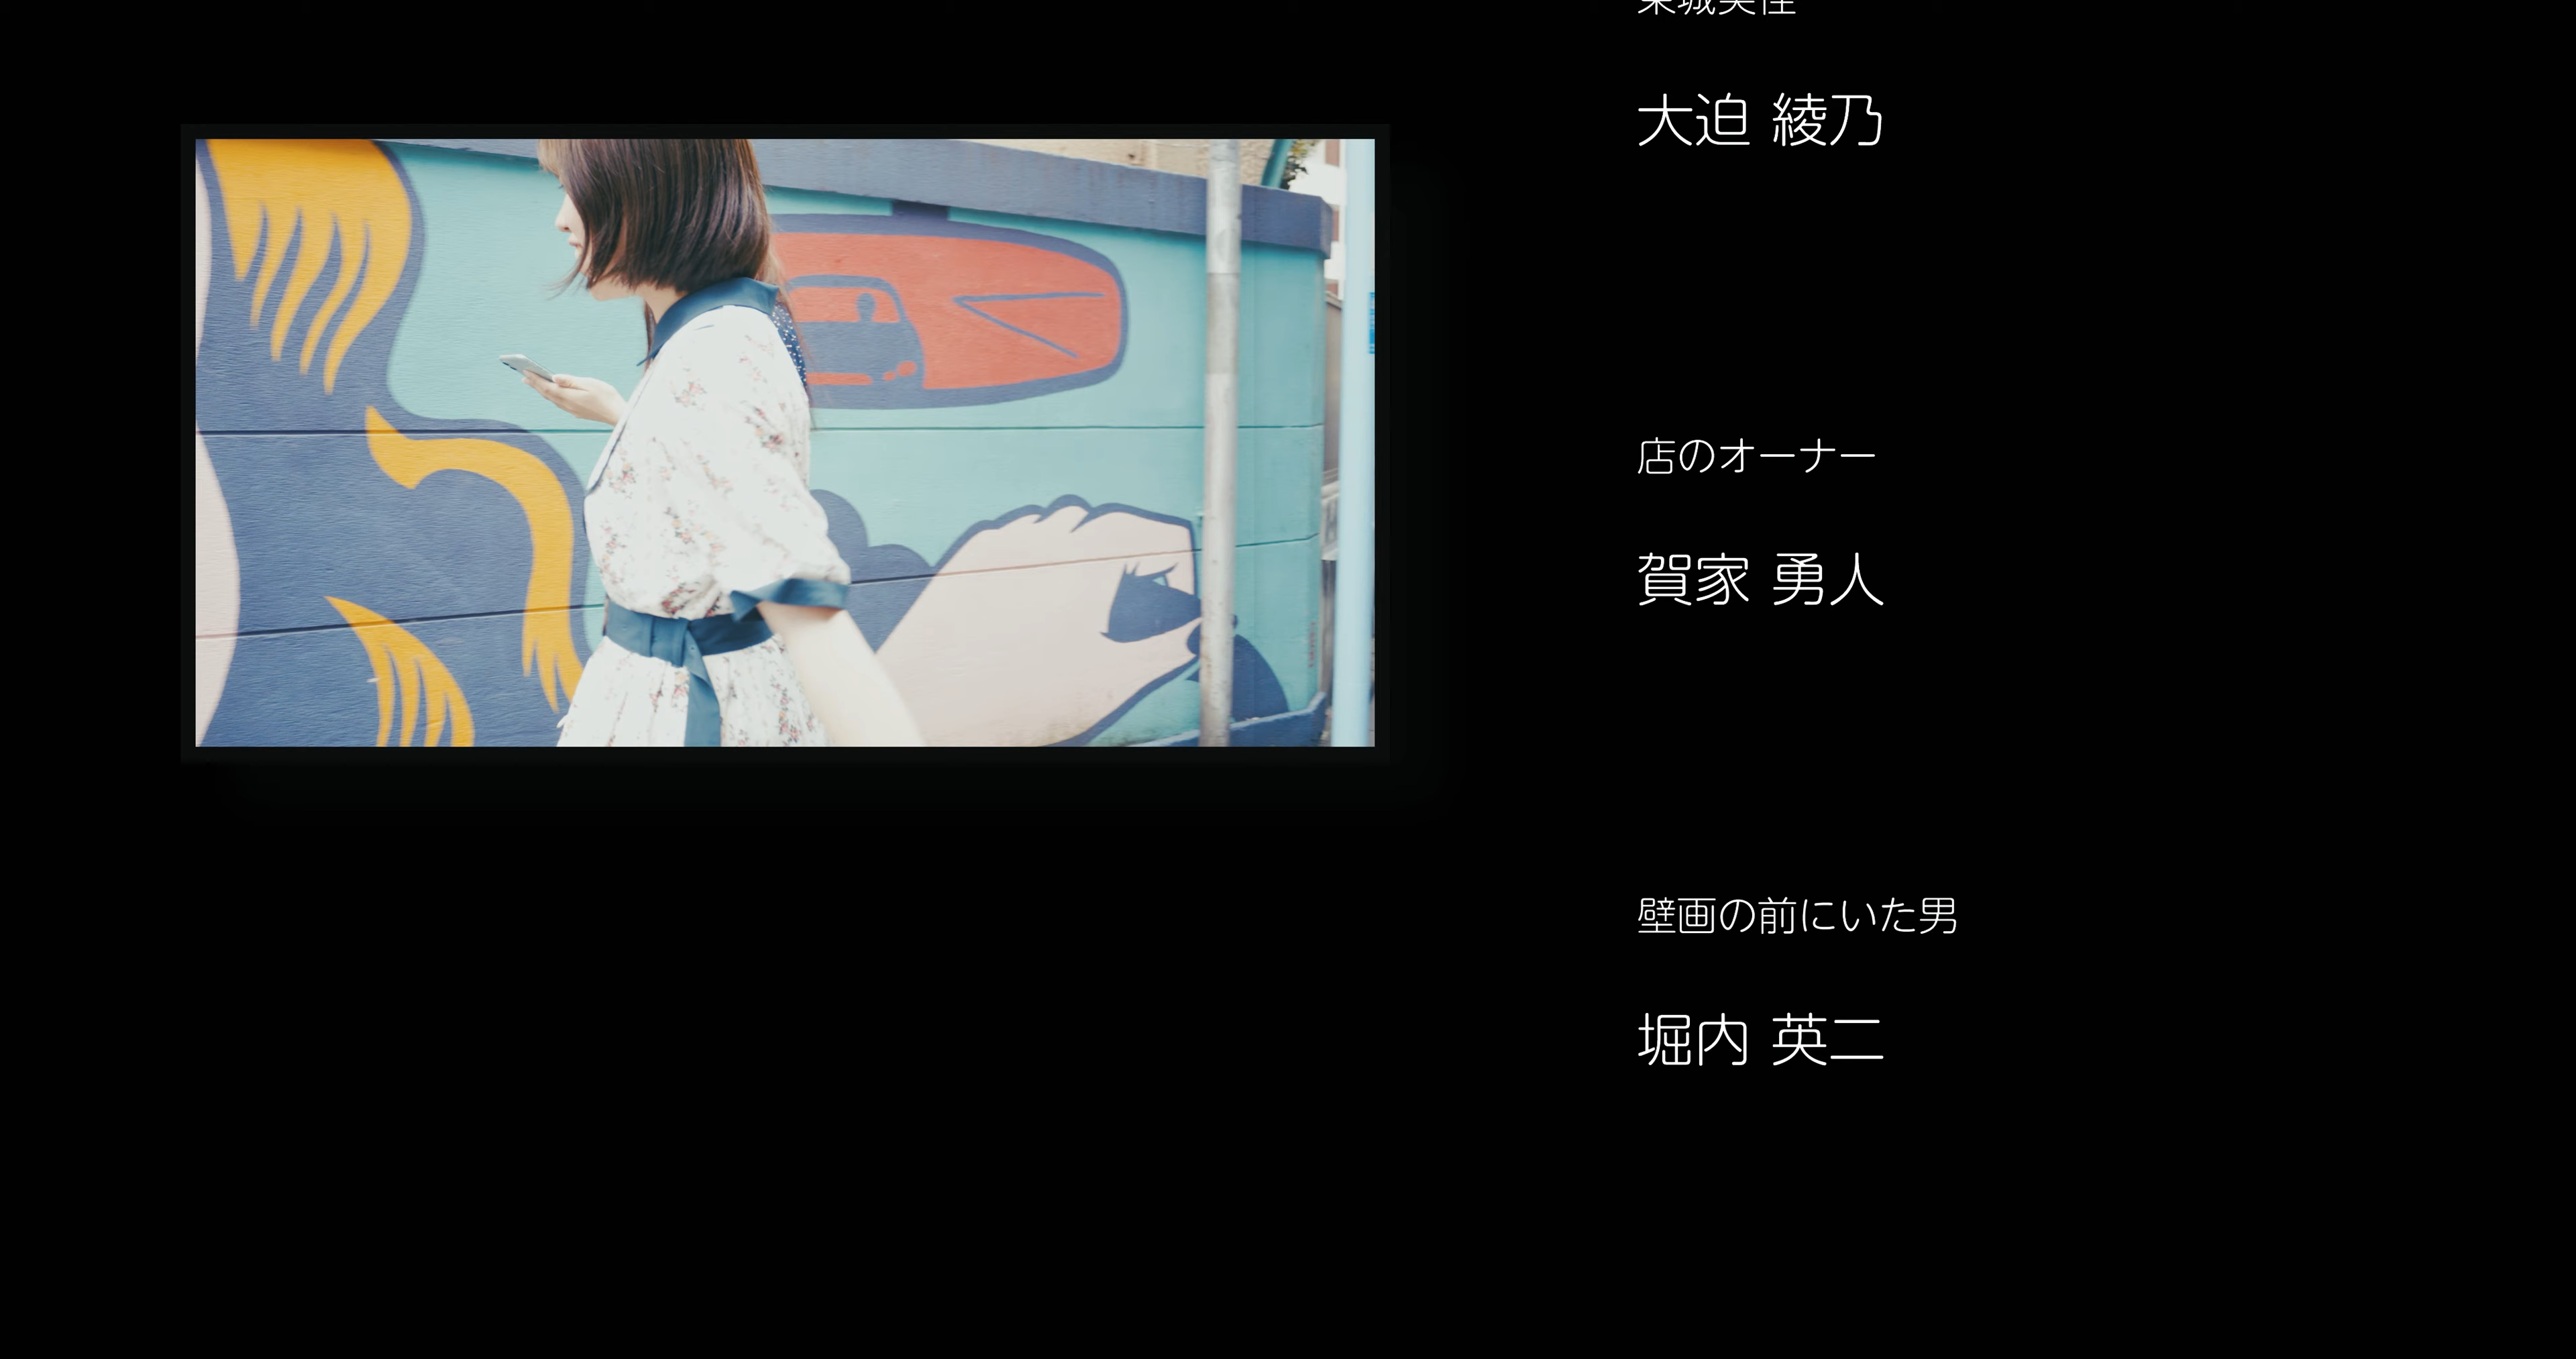 大迫 綾乃
店のオーナー
賀家 勇人
壁画の前にいた男
堀内 英二